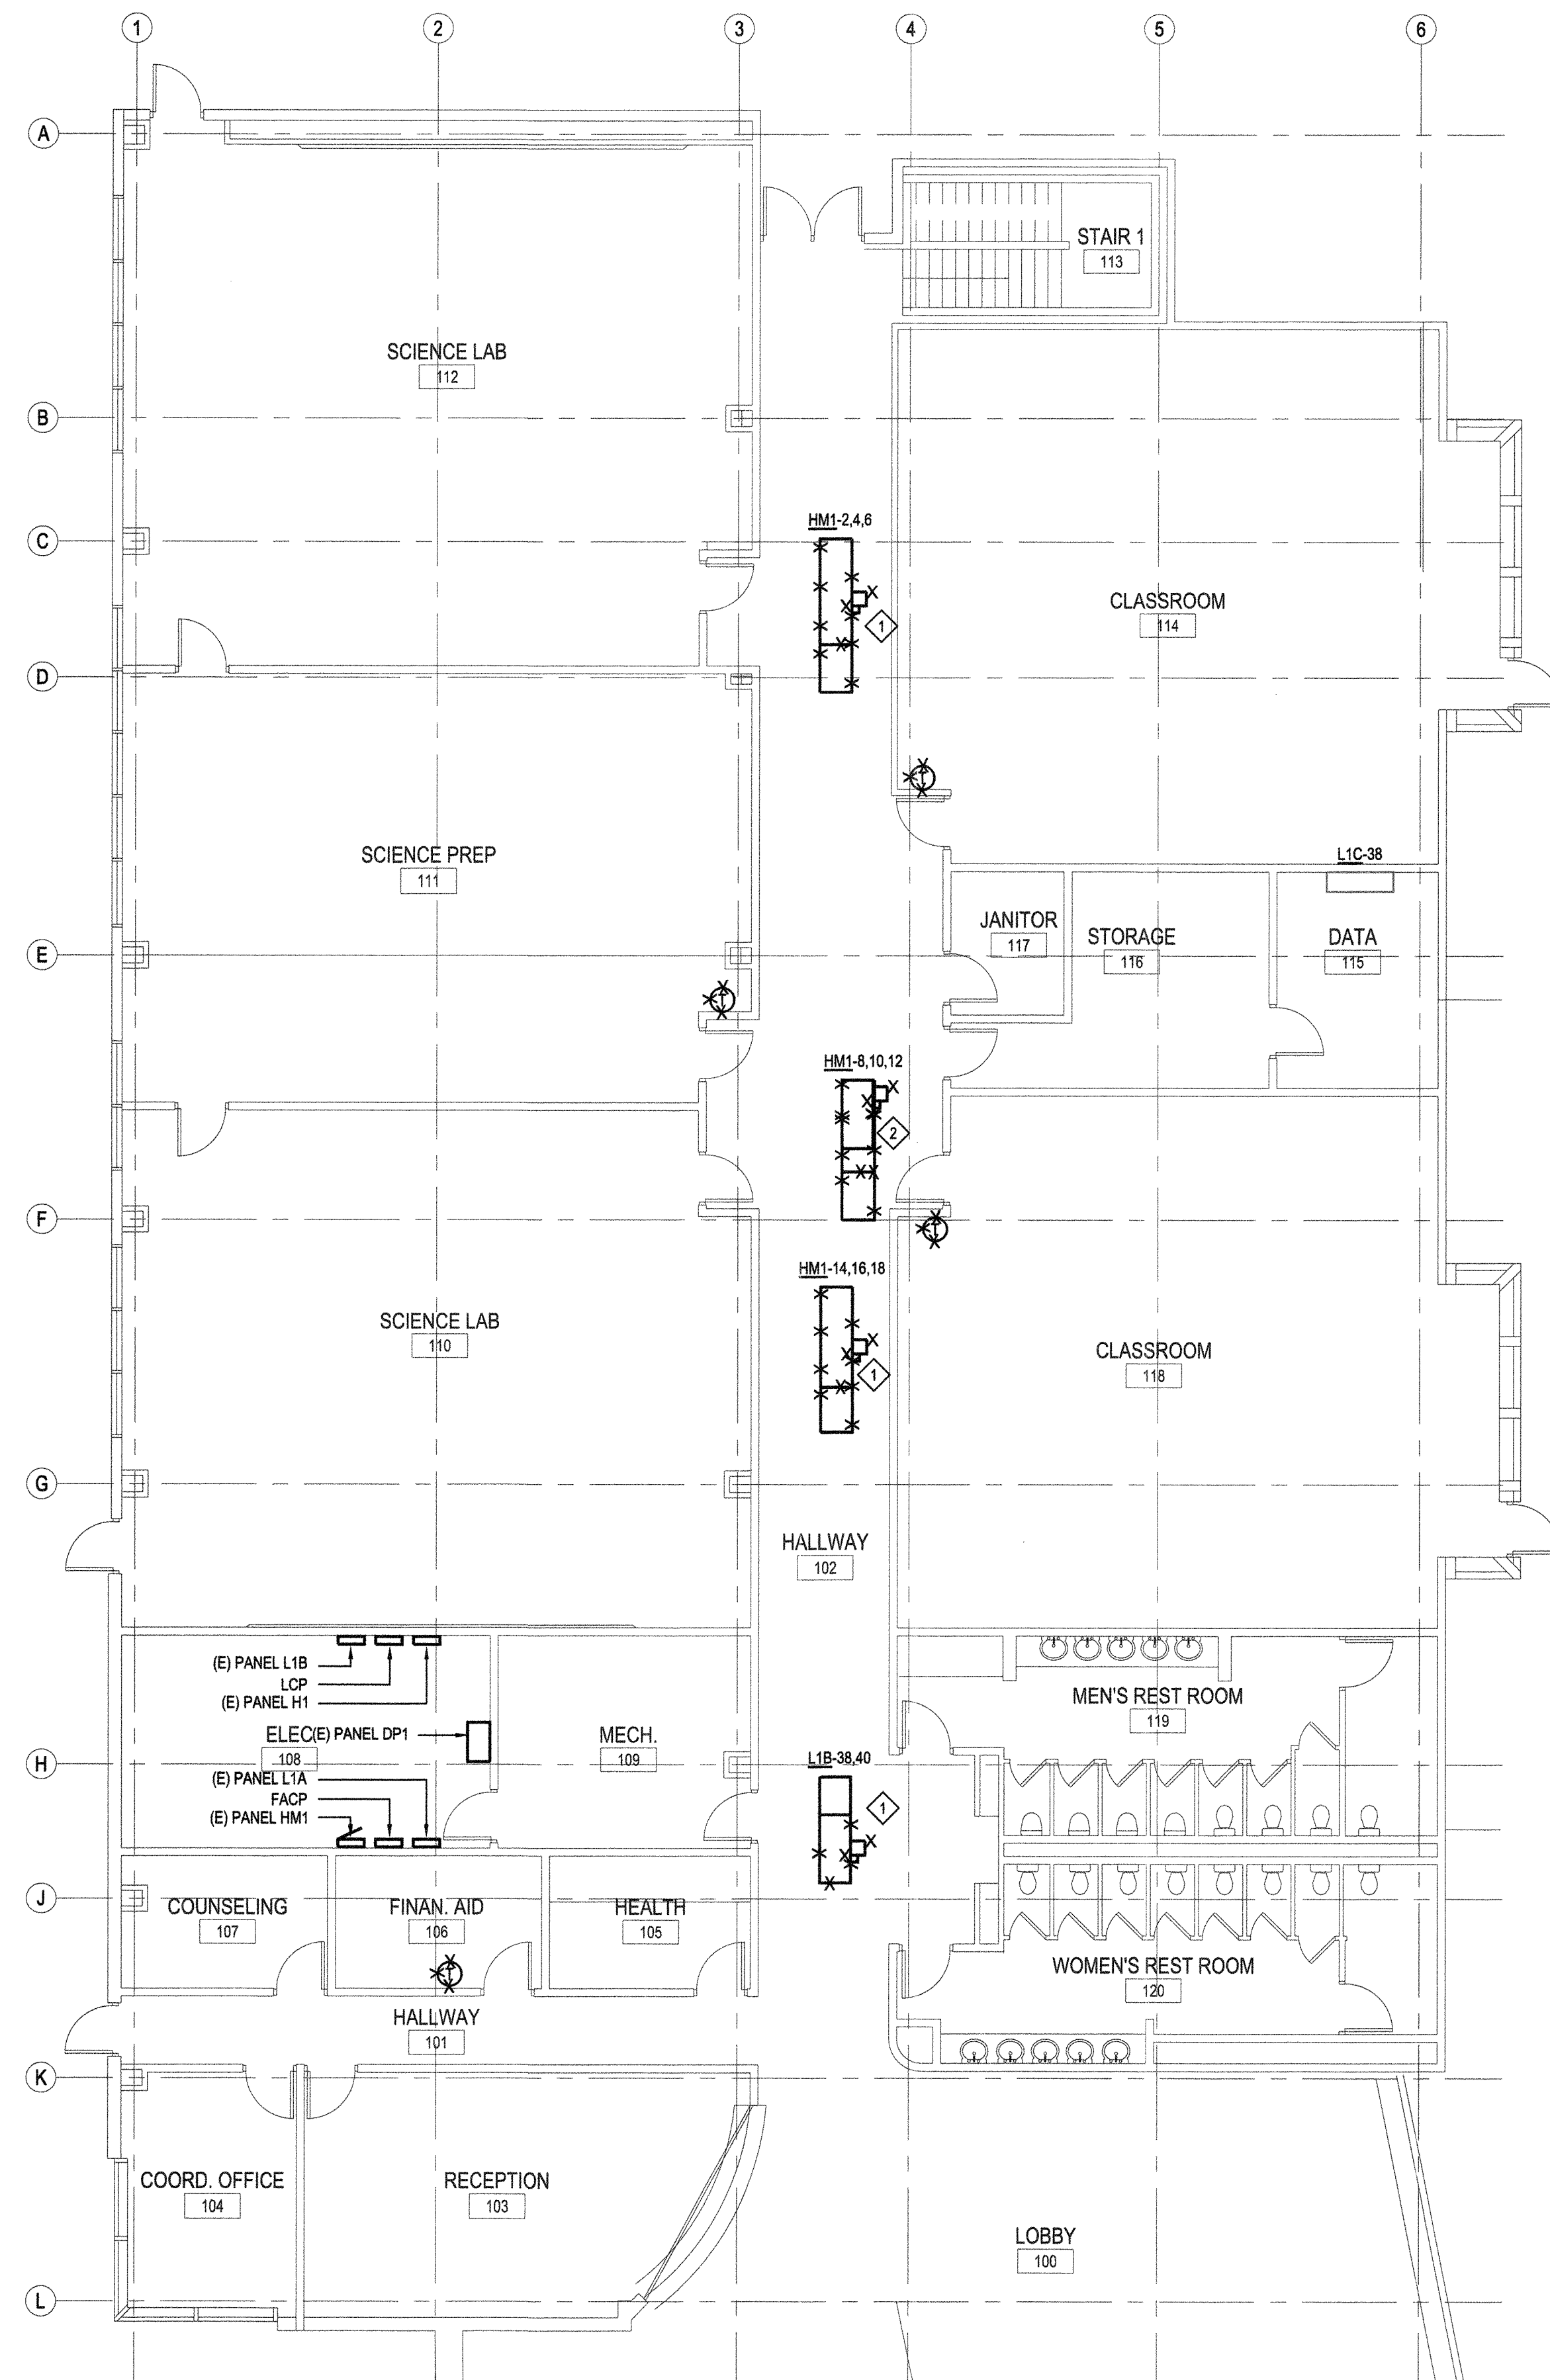 1 2 3 4 5 6
A
STAIR 1
113
SCIENCE LAB
112
B
HM1-2,4,6
C
CLASSROOM
114
1
D
SCIENCE PREP
111
L1C-38
JANITOR
117
STORAGE
116
DATA
115
E
HM1-8,10,12
2
F
HM1-14,16,18
SCIENCE LAB
110
CLASSROOM
118
1
G
HALLWAY
102
(E) PANEL L1B
LCP
(E) PANEL H1
MEN'S REST ROOM
119
ELEC
108
(E) PANEL DP1
MECH.
109
H
L1B-38,40
(E) PANEL L1A
FACP
(E) PANEL HM1
1
J
COUNSELING
107
FINAN. AID
106
HEALTH
105
WOMEN'S REST ROOM
120
HALLWAY
101
K
COORD. OFFICE
104
RECEPTION
103
LOBBY
100
L